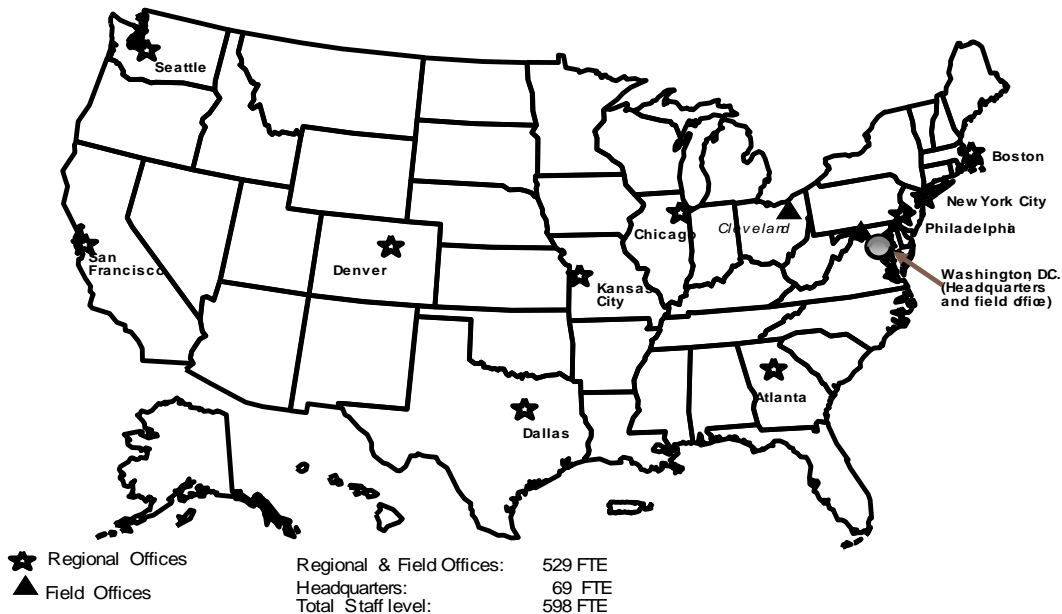 Seattle
Boston
New York City
Philadelphia
Chicago
Cleveland
San
Francisco
Denver
Kansas
City
Washington, DC.
(Headquarters
and field office)
Atlanta
Dallas
Regional Offices
Field Offices
Regional & Field Offices: 529 FTE
Headquarters: 69 FTE
Total Staff level: 598 FTE